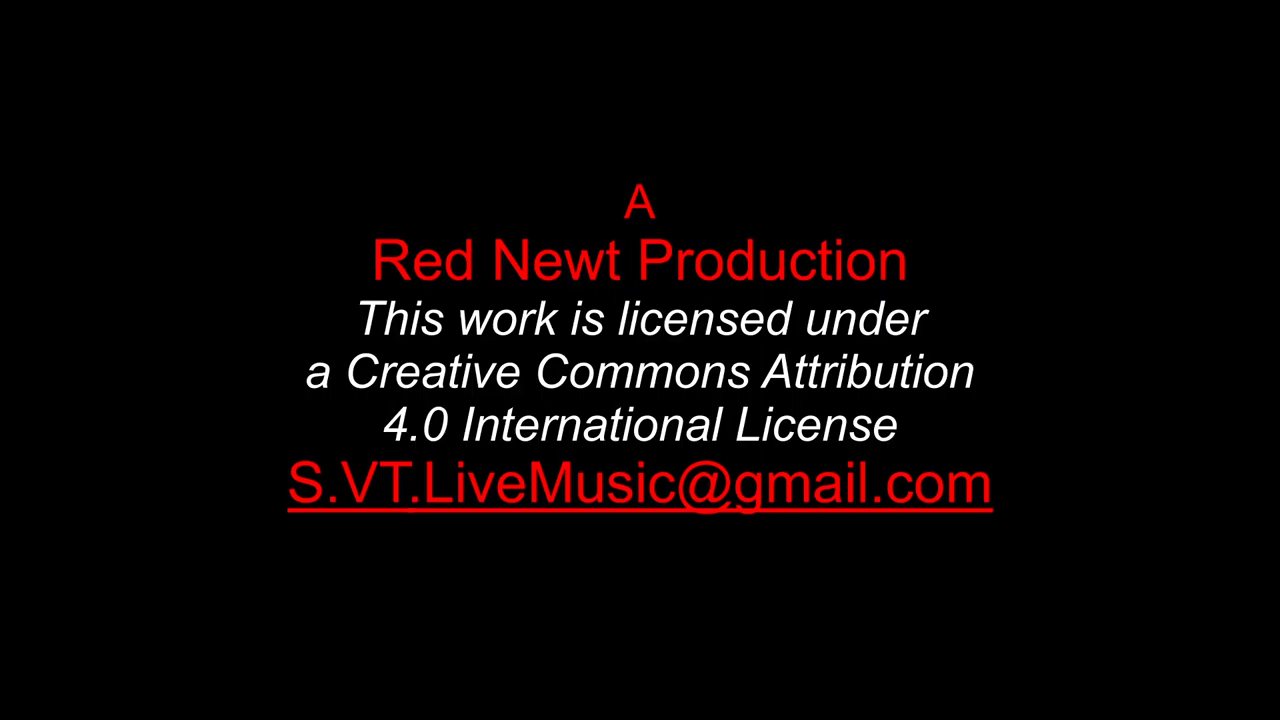 A
Red Newt Production
This work is licensed under
a Creative Commons Attribution
4.0 International License
S.VT.LiveMusic@gmail.com